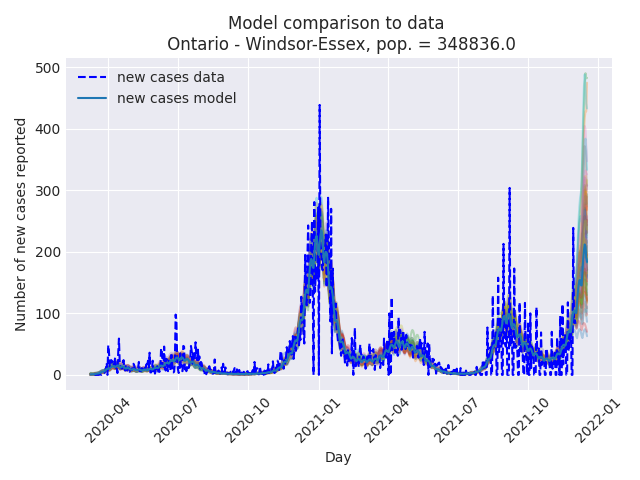 Model comparison to data
Ontario - Windsor-Essex, pop. = 348836.0
new cases data
new cases model
Number of new cases reported
500
400
300
200
100
0
2020-04
2020-07
2020-10
2021-01
2021-04
2021-07
2021-10
2022-01
Day